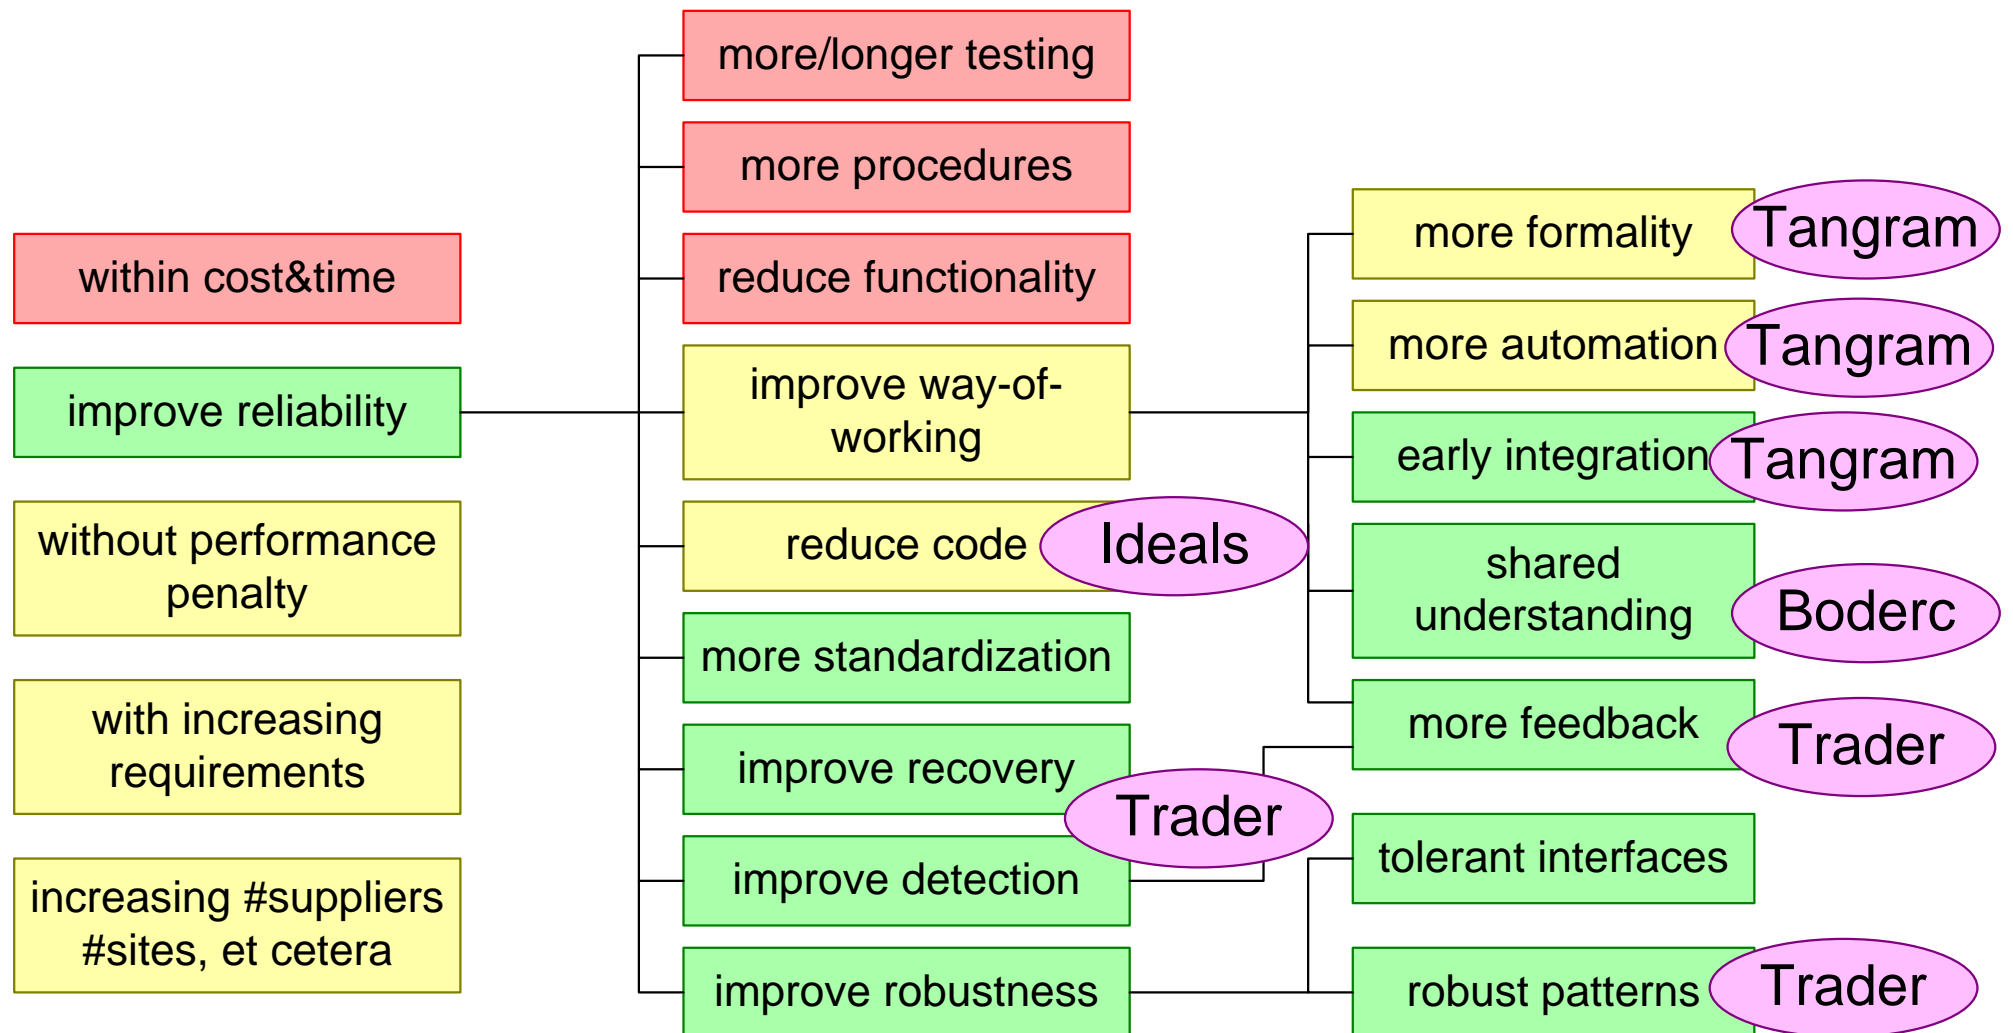 within cost&time
improve reliability
without performance
penalty
with increasing
requirements
increasing #suppliers
#sites, et cetera
more/longer testing
more procedures
reduce functionality
improve way-of-
working
reduce code
Ideals
more standardization
improve recovery
Trader
improve detection
improve robustness
more formality
Tangram
more automation
Tangram
early integration
Tangram
shared
understanding
Boderc
more feedback
Trader
tolerant interfaces
robust patterns
Trader